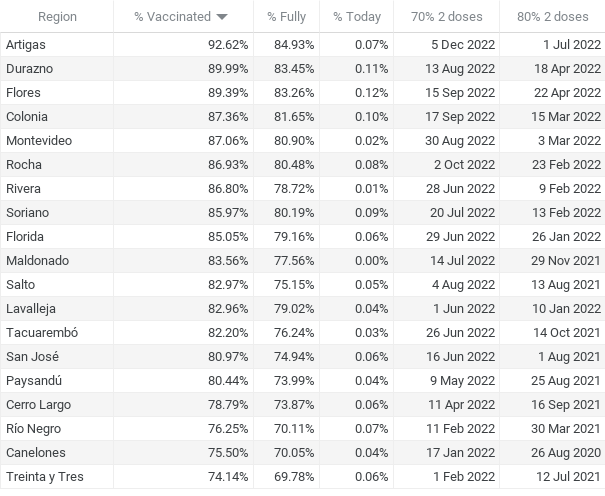 Region % Vaccinated % Fully % Today 70% 2 doses 80% 2 doses
Artigas 92.62% 84.93% 0.07% 5 Dec 2022 1 Jul 2022
Durazno 89.99% 83.45% 0.11% 13 Aug 2022 18 Apr 2022
Flores 89.39% 83.26% 0.12% 15 Sep 2022 22 Apr 2022
Colonia 87.36% 81.65% 0.10% 17 Sep 2022 15 Mar 2022
Montevideo 87.06% 80.90% 0.02% 30 Aug 2022 3 Mar 2022
Rocha 86.93% 80.48% 0.08% 2 Oct 2022 23 Feb 2022
Rivera 86.80% 78.72% 0.01% 28 Jun 2022 9 Feb 2022
Soriano 85.97% 80.19% 0.09% 20 Jul 2022 13 Feb 2022
Florida 85.05% 79.16% 0.06% 29 Jun 2022 26 Jan 2022
Maldonado 83.56% 77.56% 0.00% 14 Jul 2022 29 Nov 2021
Salto 82.97% 75.15% 0.05% 4 Aug 2022 13 Aug 2021
Lavalleja 82.96% 79.02% 0.04% 1 Jun 2022 10 Jan 2022
Tacuarembó 82.20% 76.24% 0.03% 26 Jun 2022 14 Oct 2021
San José 80.97% 74.94% 0.06% 16 Jun 2022 1 Aug 2021
Paysandú 80.44% 73.99% 0.04% 9 May 2022 25 Aug 2021
Cerro Largo 78.79% 73.87% 0.06% 11 Apr 2022 16 Sep 2021
Río Negro 76.25% 70.11% 0.07% 11 Feb 2022 30 Mar 2021
Canelones 75.50% 70.05% 0.04% 17 Jan 2022 26 Aug 2020
Treinta y Tres 74.14% 69.78% 0.06% 1 Feb 2022 12 Jul 2021